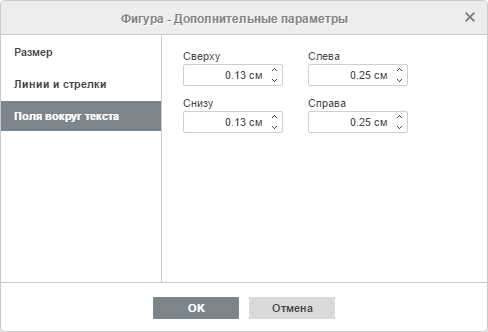 Фигура - Дополнительные параметры
Размер
Линии и стрелки
Поля вокруг текста
Сверху Слева
0.13 см 0.25 см
Снизу Справа
0.13 см 0.25 см
OK Отмена